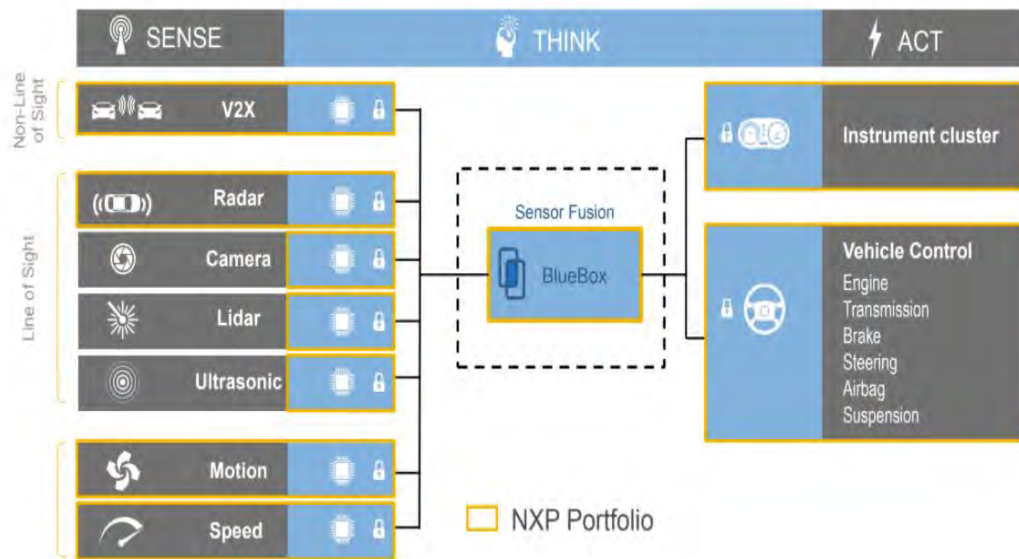 SENSE
THINK
ACT
Non-Line
of Sight
V2X
Line of Sight
Radar
Camera
Lidar
Ultrasonic
Motion
Speed
Sensor Fusion
BlueBox
Instrument cluster
Vehicle Control
Engine
Transmission
Brake
Steering
Airbag
Suspension
NXP Portfolio